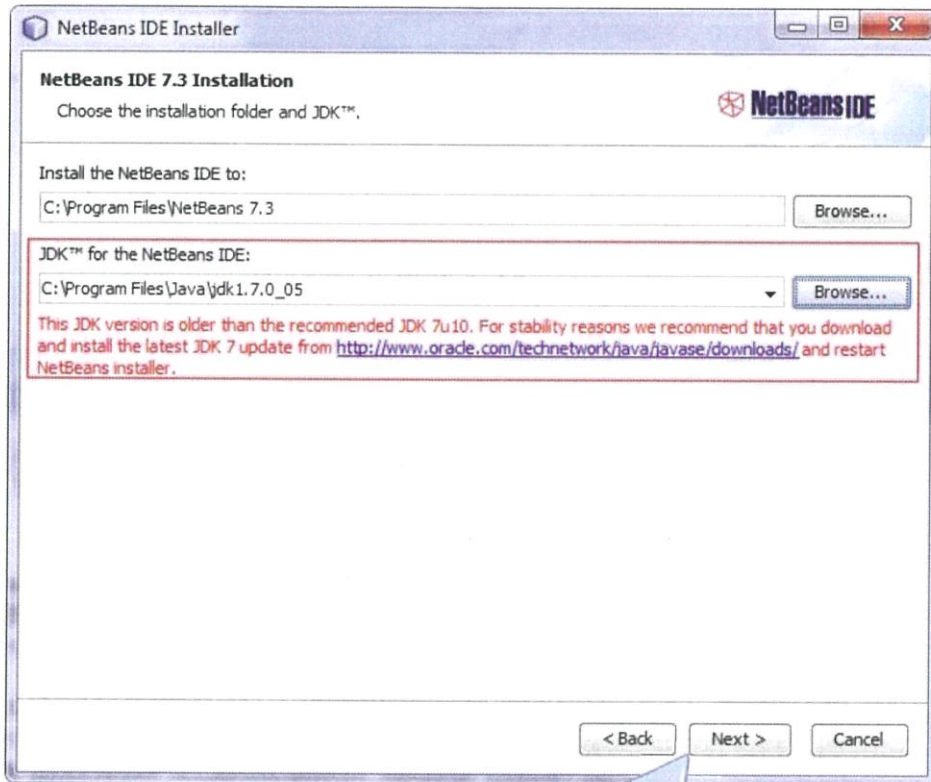 NetBeans IDE Installer
NetBeans IDE 7.3 Installation
Choose the installation folder and JDK™.
NetBeans IDE
Install the NetBeans IDE to:
C:\Program Files\NetBeans 7.3
Browse...
JDK™ for the NetBeans IDE:
C:\Program Files\Java\jdk1.7.0_05
Browse...
This JDK version is older than the recommended JDK 7u10. For stability reasons we recommend that you download
and install the latest JDK 7 update from http://www.oracle.com/technetwork/java/javase/downloads/ and restart
NetBeans installer.
< Back
Next >
Cancel